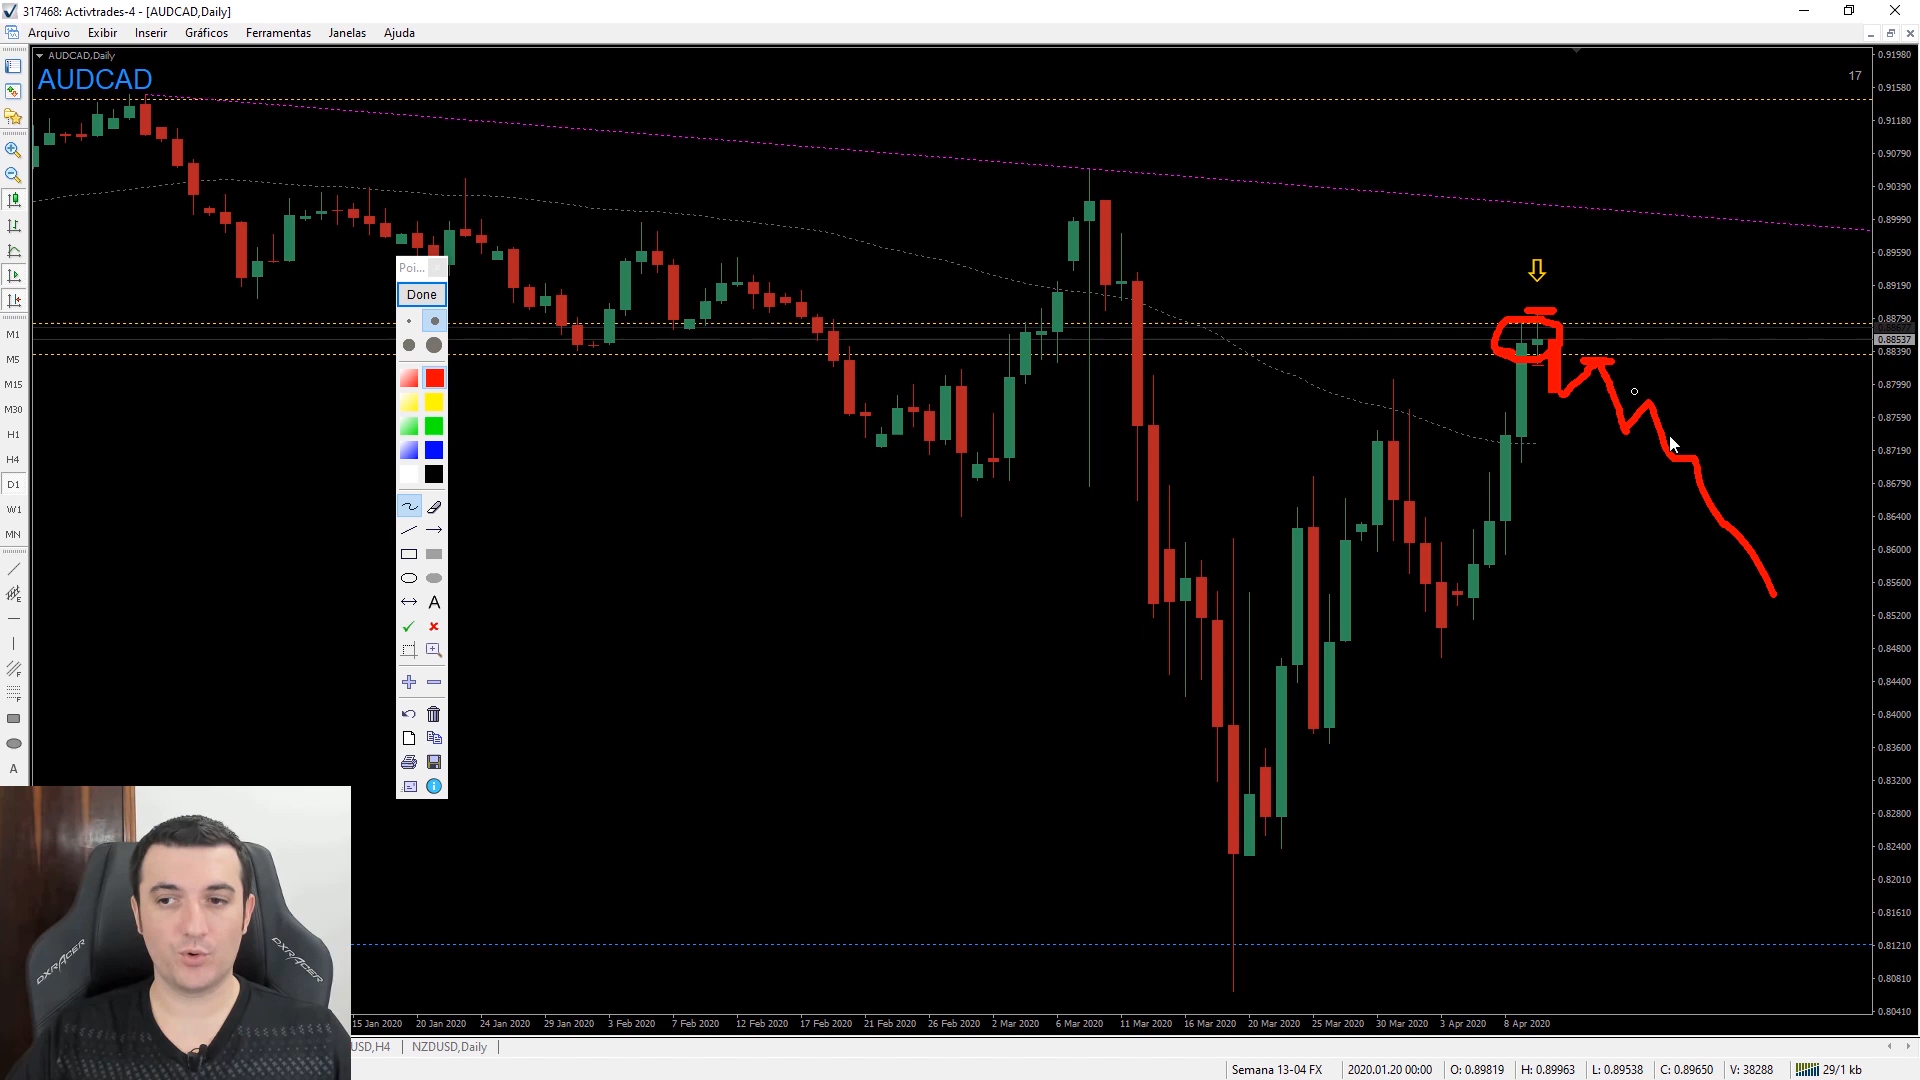 317468: Activtrades-4 - [AUDCAD,Daily]
Arquivo Exibir Inserir Gráficos Ferramentas Janelas Ajuda
AUDCAD,Daily
AUDCAD
17
0.91980
0.91580
0.91180
0.90790
0.90390
0.89990
0.89590
0.89190
0.88790
0.88677
0.88537
0.88390
0.87990
0.87590
0.87190
0.86790
0.86400
0.86000
0.85600
0.85200
0.84800
0.84400
0.84000
0.83600
0.83200
0.82800
0.82400
0.82010
0.81610
0.81210
0.80810
0.80410
M1
M5
M15
M30
H1
H4
D1
W1
MN
A
Poi...
Done
A
DXRACER
DXRACER
15 Jan 2020 20 Jan 2020 24 Jan 2020 29 Jan 2020 3 Feb 2020 7 Feb 2020 12 Feb 2020 17 Feb 2020 21 Feb 2020 26 Feb 2020 2 Mar 2020 6 Mar 2020 11 Mar 2020 16 Mar 2020 20 Mar 2020 25 Mar 2020 30 Mar 2020 3 Apr 2020 8 Apr 2020
USD,H4 NZDUSD,Daily
Semana 13-04 FX 2020.01.20 00:00 O: 0.89819 H: 0.89963 L: 0.89538 C: 0.89650 V: 38288 29/1 kb